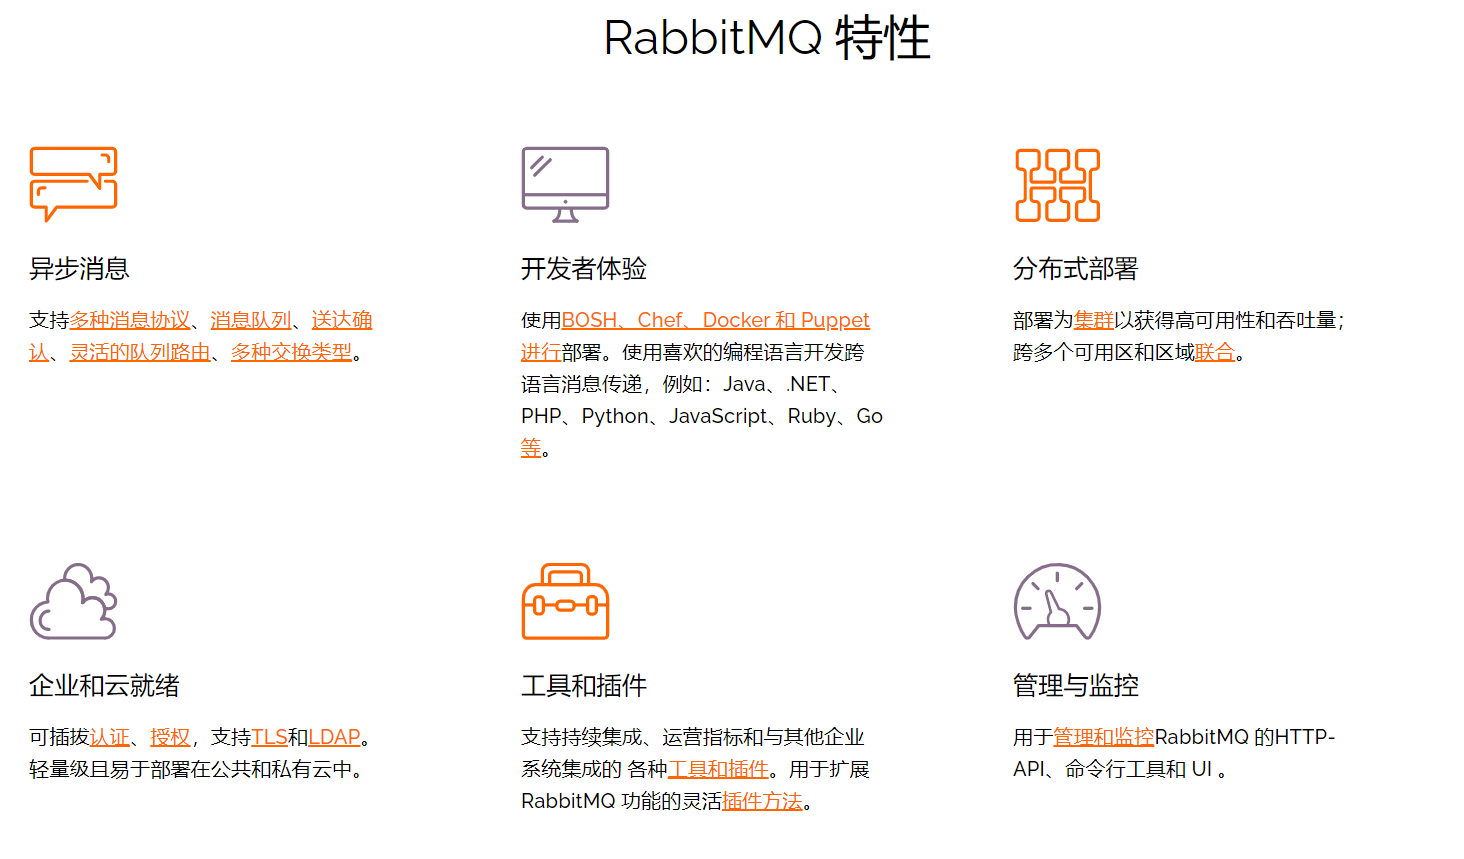 RabbitMQ 特性
异步消息
支持多种消息协议、消息队列、送达确
认、灵活的队列路由、多种交换类型。
开发者体验
使用BOSH、Chef、Docker 和 Puppet
进行部署。使用喜欢的编程语言开发跨
语言消息传递，例如：Java、.NET、
PHP、Python、JavaScript、Ruby、Go
等。
分布式部署
部署为集群以获得高可用性和吞吐量；
跨多个可用区和区域联合。
企业和云就绪
可插拔认证、授权，支持TLS和LDAP。
轻量级且易于部署在公共和私有云中。
工具和插件
支持持续集成、运营指标和与其他企业
系统集成的 各种工具和插件。用于扩展
RabbitMQ 功能的灵活插件方法。
管理与监控
用于管理和监控RabbitMQ 的HTTP-
API、命令行工具和 UI 。